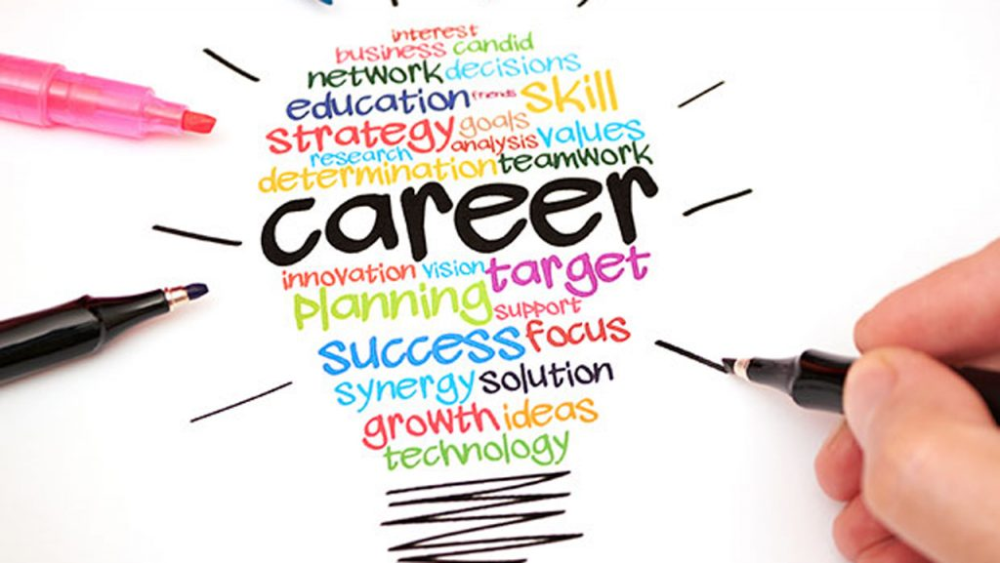 interest
business candid
network decisions
education friends skill
strategy goals
analysis values
research
determination teamwork
career
innovation vision target
planning support
success focus
synergy solution
growth ideas
technology